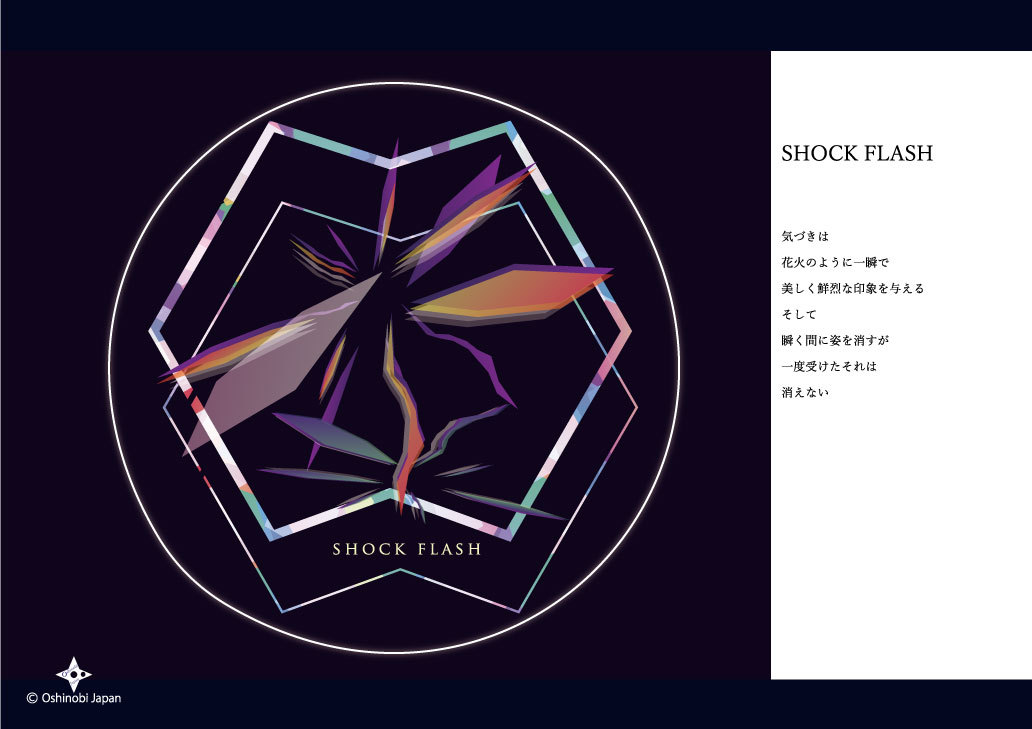 SHOCK FLASH
SHOCK FLASH
気づきは
花火のように一瞬で
美しく鮮烈な印象を与える
そして
瞬く間に姿を消すが
一度受けたそれは
消えない
© Oshinobi Japan